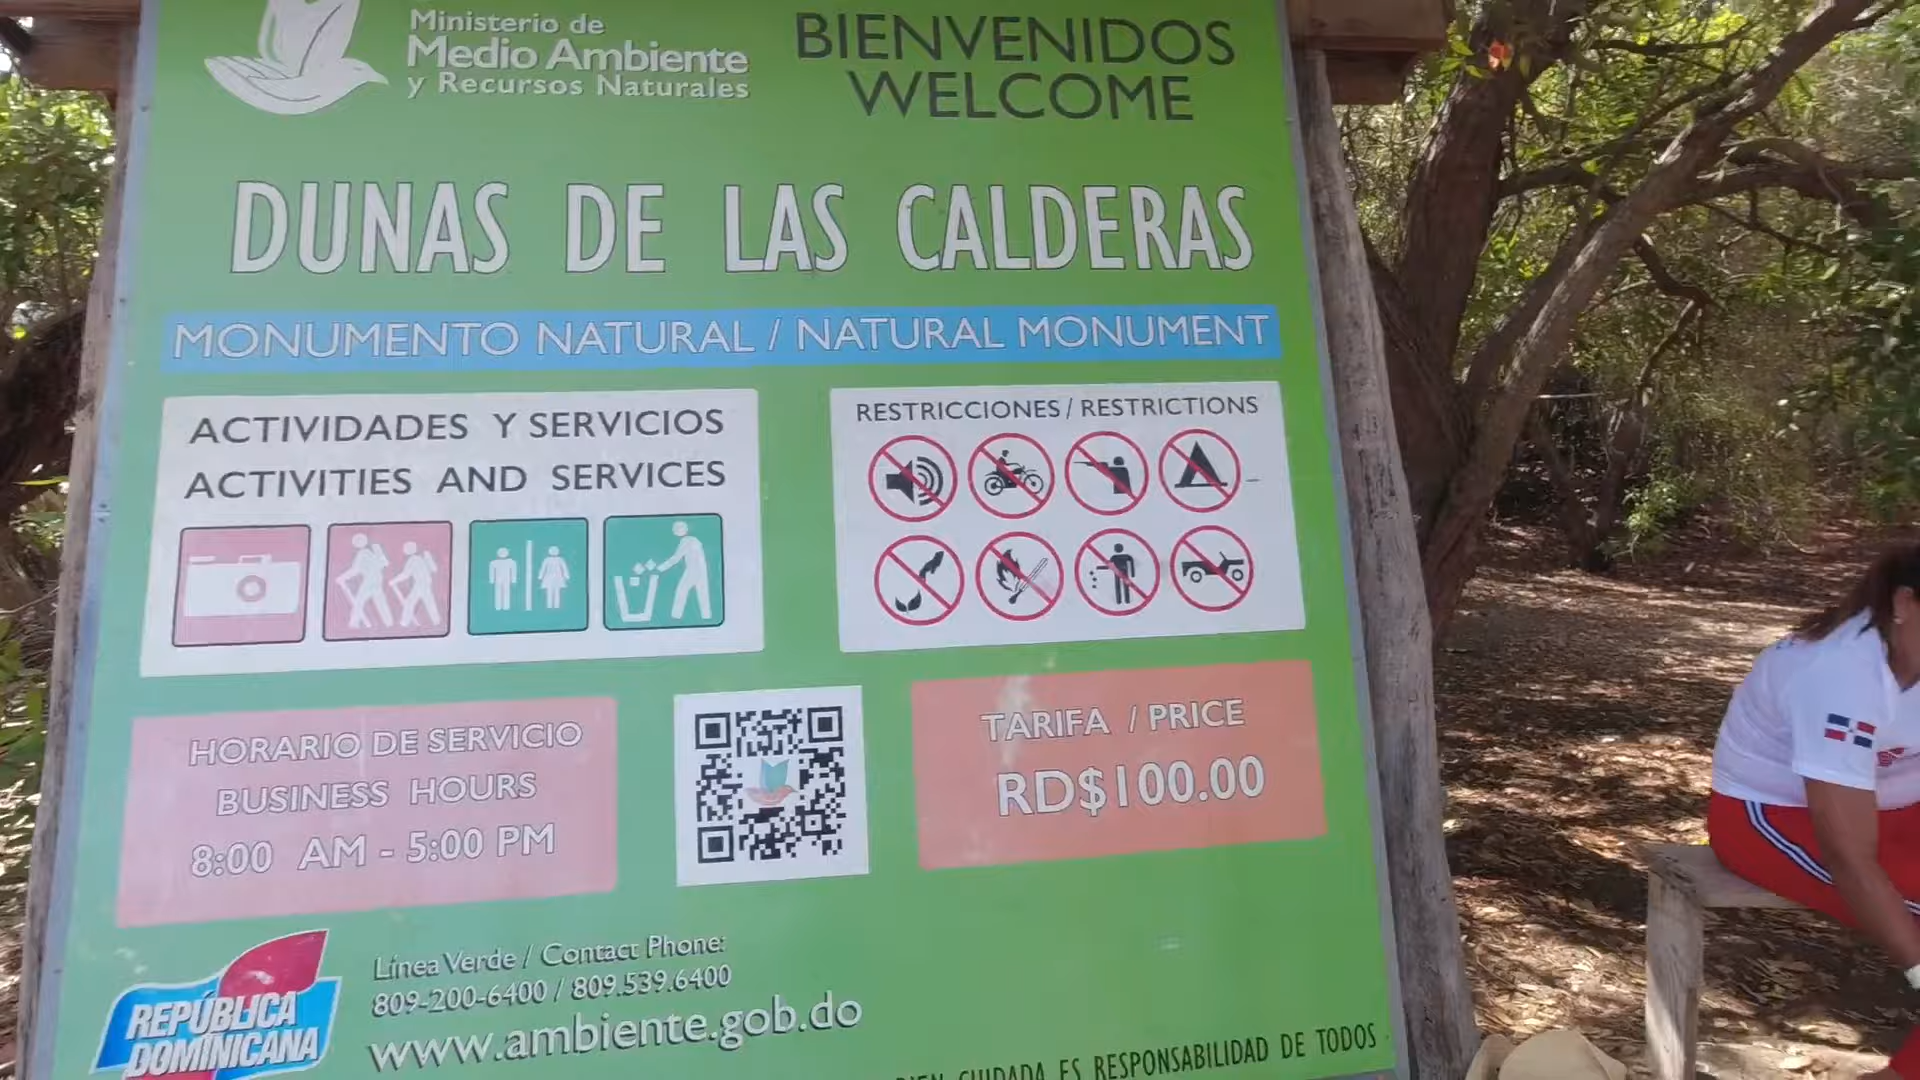 Ministerio de
Medio Ambiente
y Recursos Naturales
BIENVENIDOS
WELCOME
DUNAS DE LAS CALDERAS
MONUMENTO NATURAL / NATURAL MONUMENT
ACTIVIDADES Y SERVICIOS
ACTIVITIES AND SERVICES
RESTRICCIONES / RESTRICTIONS
HORARIO DE SERVICIO
BUSINESS HOURS
8:00 AM - 5:00 PM
TARIFA / PRICE
RD$100.00
REPÚBLICA
DOMINICANA
Línea Verde / Contact Phone:
809-200-6400 / 809.539.6400
www.ambiente.gob.do
CUIDADA ES RESPONSABILIDAD DE TODOS